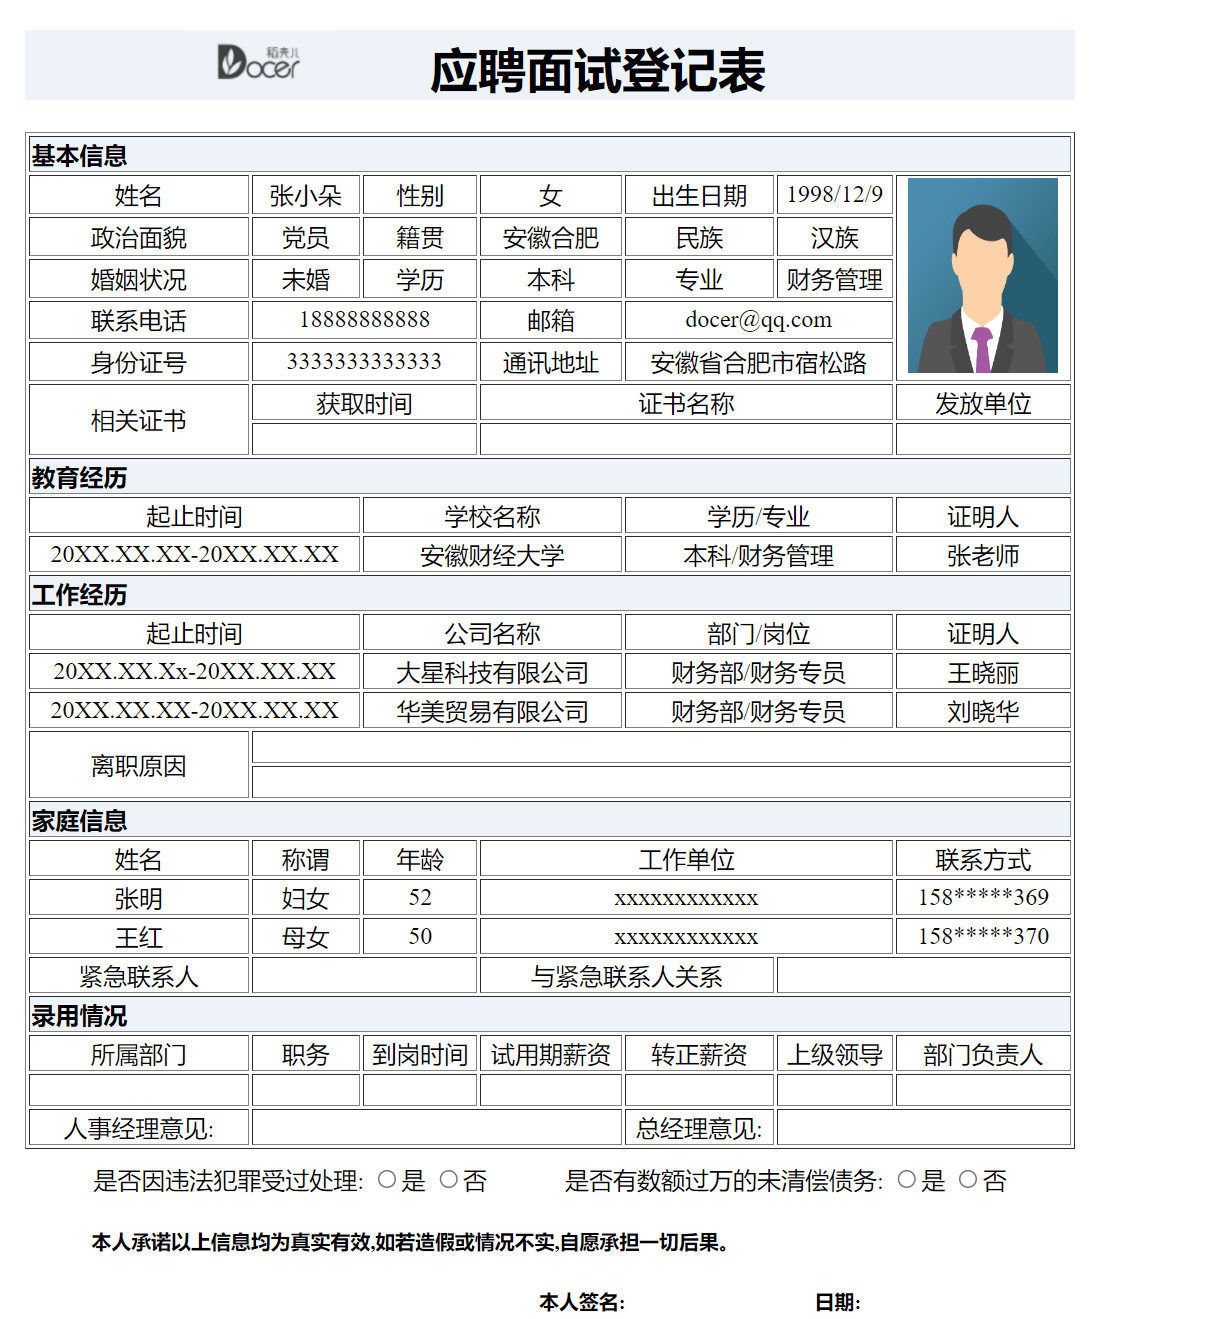 稻壳儿
Docer
应聘面试登记表
基本信息
姓名 张小朵 性别 女 出生日期 1998/12/9
政治面貌 党员 籍贯 安徽合肥 民族 汉族
婚姻状况 未婚 学历 本科 专业 财务管理
联系电话 18888888888 邮箱 docer@qq.com
身份证号 3333333333333 通讯地址 安徽省合肥市宿松路
相关证书 获取时间 证书名称 发放单位
教育经历
起止时间 学校名称 学历/专业 证明人
20XX.XX.XX-20XX.XX.XX 安徽财经大学 本科/财务管理 张老师
工作经历
起止时间 公司名称 部门/岗位 证明人
20XX.XX.Xx-20XX.XX.XX 大星科技有限公司 财务部/财务专员 王晓丽
20XX.XX.XX-20XX.XX.XX 华美贸易有限公司 财务部/财务专员 刘晓华
离职原因
家庭信息
姓名 称谓 年龄 工作单位 联系方式
张明 妇女 52 xxxxxxxxxxxx 158*****369
王红 母女 50 xxxxxxxxxxxx 158*****370
紧急联系人 与紧急联系人关系
录用情况
所属部门 职务 到岗时间 试用期薪资 转正薪资 上级领导 部门负责人
人事经理意见: 总经理意见:
是否因违法犯罪受过处理: 是 否 是否有数额过万的未清偿债务: 是 否
本人承诺以上信息均为真实有效,如若造假或情况不实,自愿承担一切后果。
本人签名: 日期: